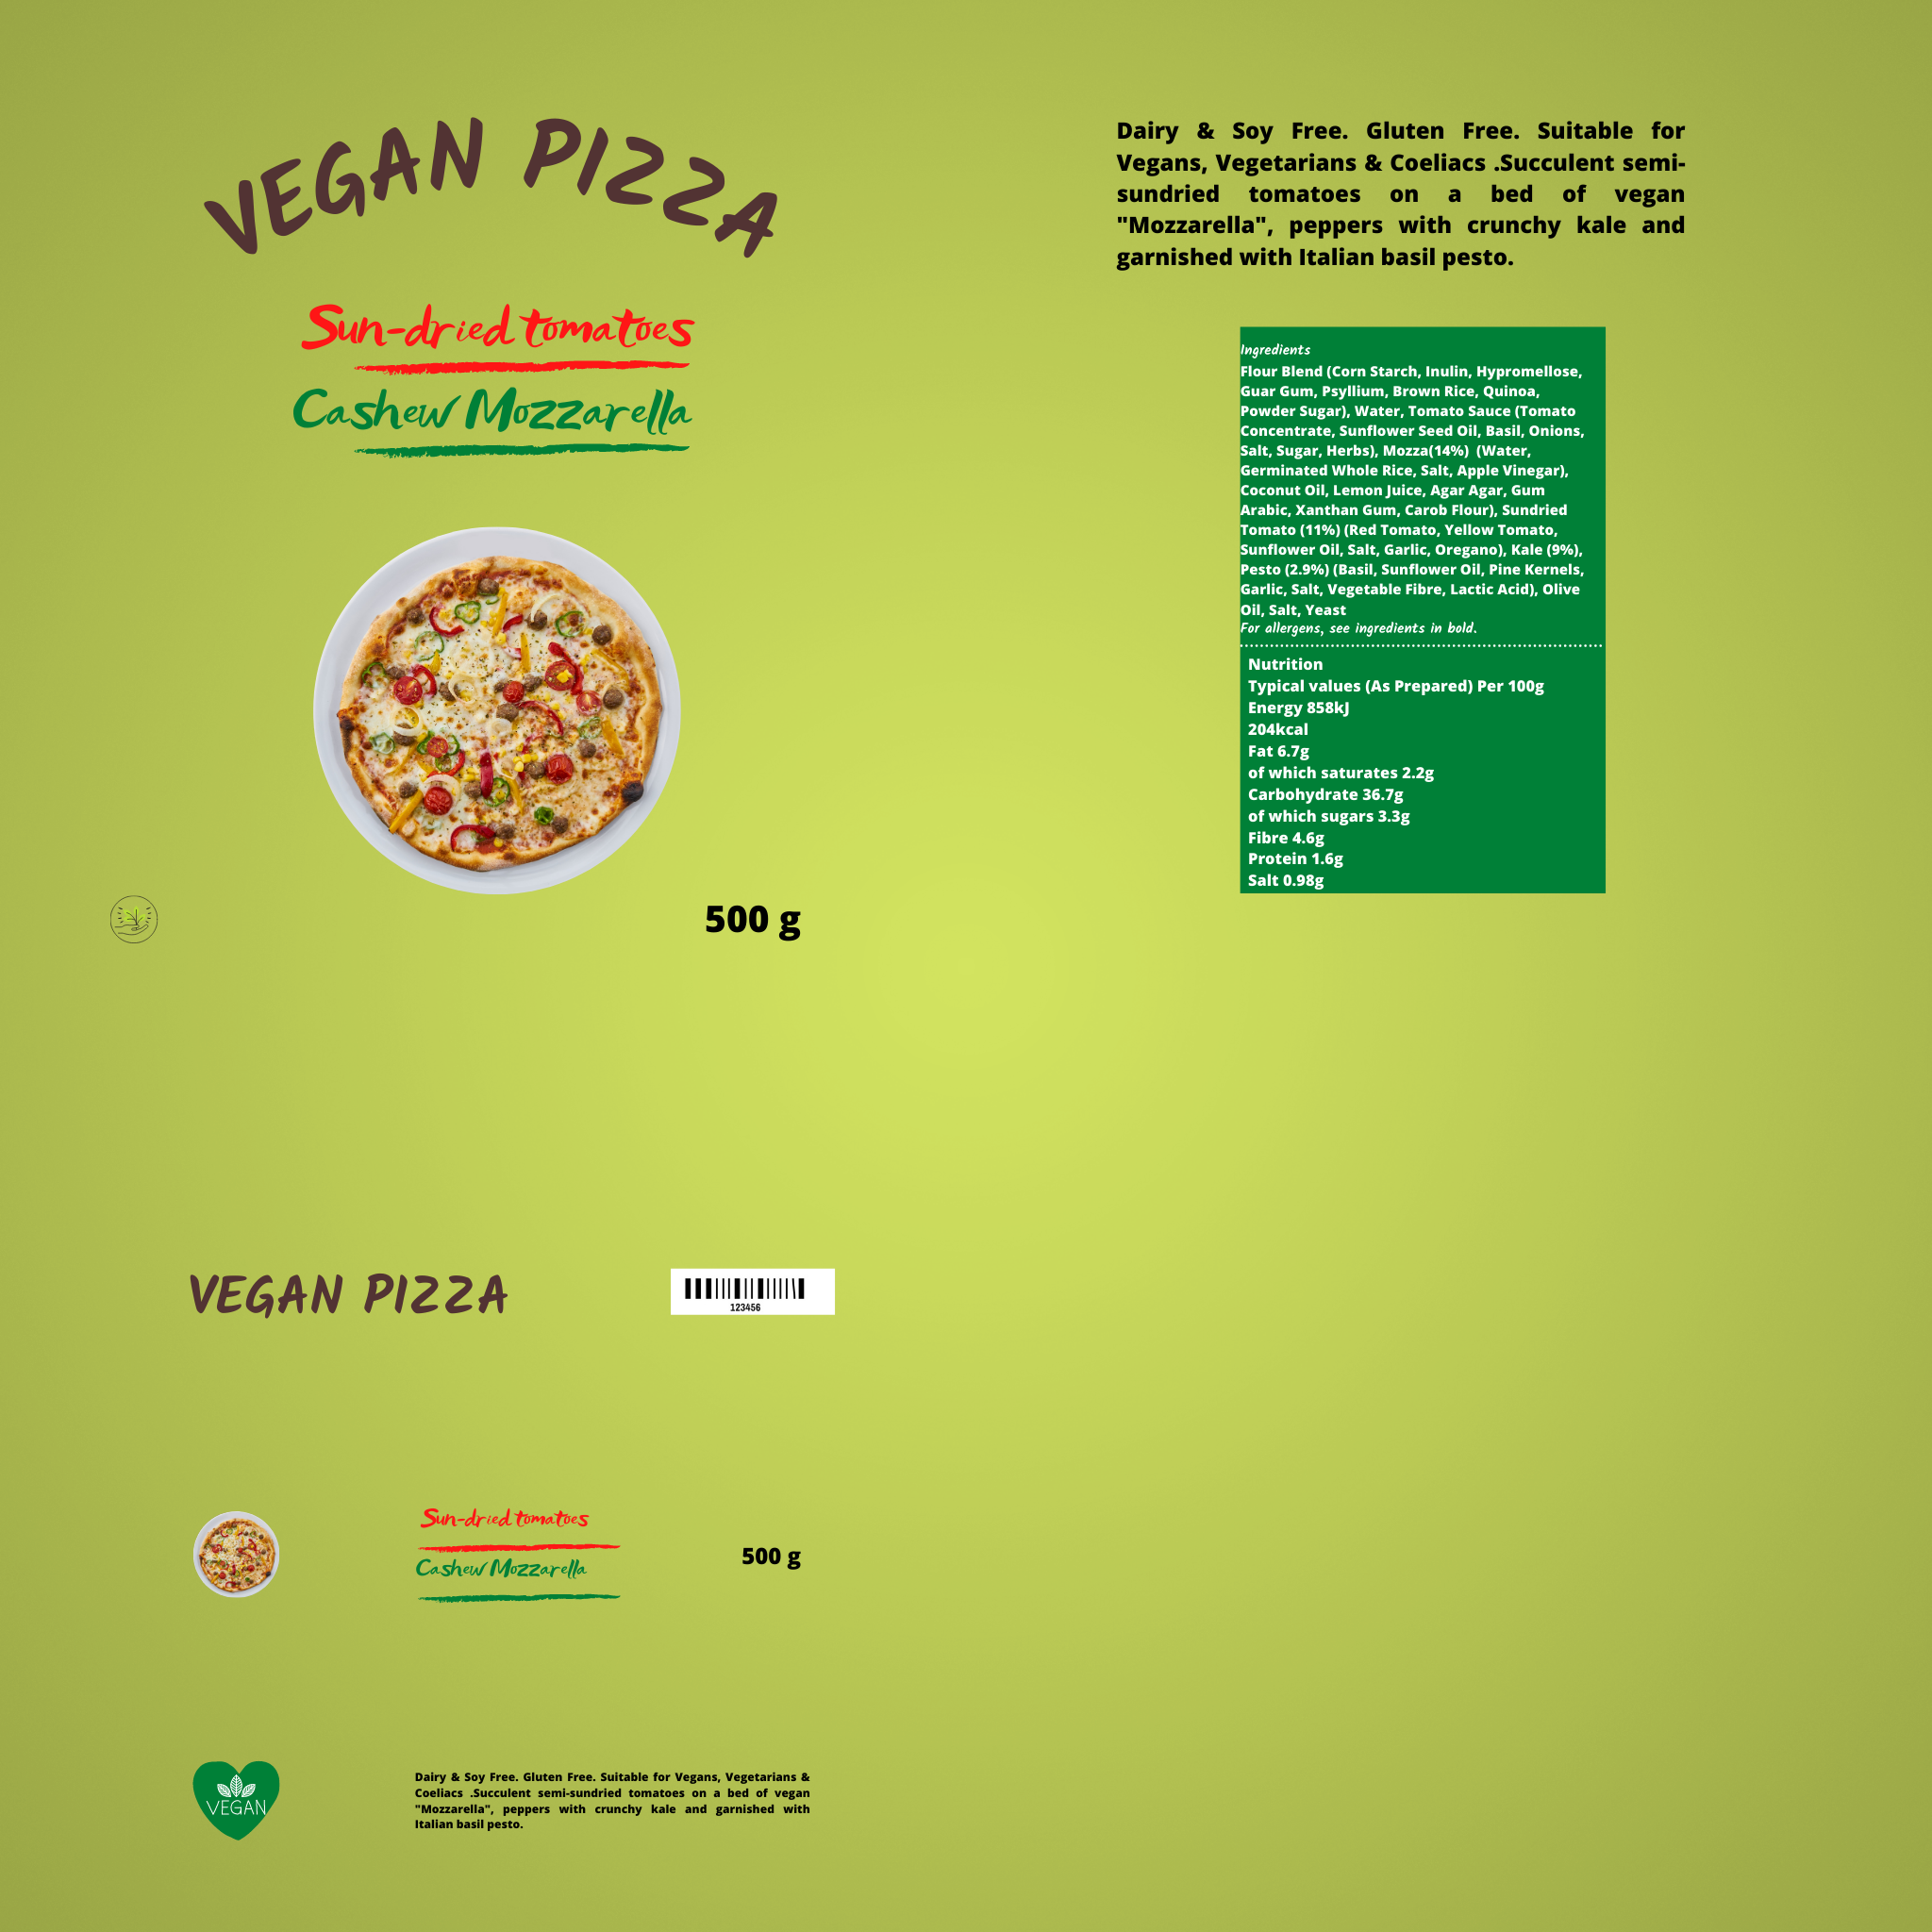 VEGAN PIZZA
Sun-dried tomatoes
Cashew Mozzarella
500 g
Dairy & Soy Free. Gluten Free. Suitable for
Vegans, Vegetarians & Coeliacs .Succulent semi-
sundried tomatoes on a bed of vegan
"Mozzarella", peppers with crunchy kale and
garnished with Italian basil pesto.
Ingredients
Flour Blend (Corn Starch, Inulin, Hypromellose,
Guar Gum, Psyllium, Brown Rice, Quinoa,
Powder Sugar), Water, Tomato Sauce (Tomato
Concentrate, Sunflower Seed Oil, Basil, Onions,
Salt, Sugar, Herbs), Mozza(14%) (Water,
Germinated Whole Rice, Salt, Apple Vinegar),
Coconut Oil, Lemon Juice, Agar Agar, Gum
Arabic, Xanthan Gum, Carob Flour), Sundried
Tomato (11%) (Red Tomato, Yellow Tomato,
Sunflower Oil, Salt, Garlic, Oregano), Kale (9%),
Pesto (2.9%) (Basil, Sunflower Oil, Pine Kernels,
Garlic, Salt, Vegetable Fibre, Lactic Acid), Olive
Oil, Salt, Yeast
For allergens, see ingredients in bold.
Nutrition
Typical values (As Prepared) Per 100g
Energy 858kJ
204kcal
Fat 6.7g
of which saturates 2.2g
Carbohydrate 36.7g
of which sugars 3.3g
Fibre 4.6g
Protein 1.6g
Salt 0.98g
VEGAN PIZZA
123456
Sun-dried tomatoes
Cashew Mozzarella
500 g
VEGAN
Dairy & Soy Free. Gluten Free. Suitable for Vegans, Vegetarians &
Coeliacs .Succulent semi-sundried tomatoes on a bed of vegan
"Mozzarella", peppers with crunchy kale and garnished with
Italian basil pesto.